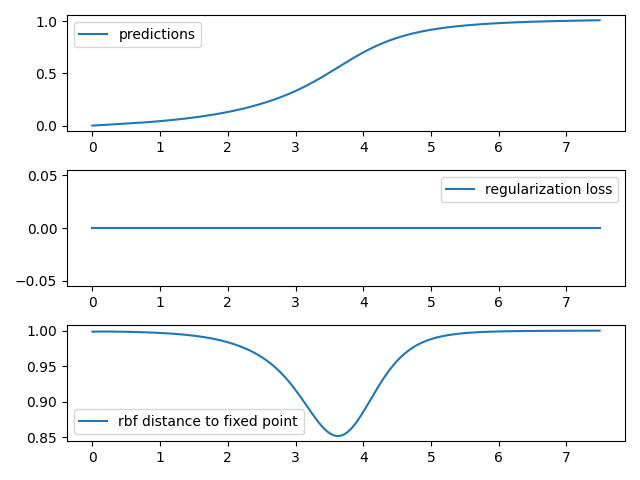 1.0
0.5
0.0
predictions
0 1 2 3 4 5 6 7
0.05
0.00
−0.05
regularization loss
0 1 2 3 4 5 6 7
1.00
0.95
0.90
0.85
rbf distance to fixed point
0 1 2 3 4 5 6 7